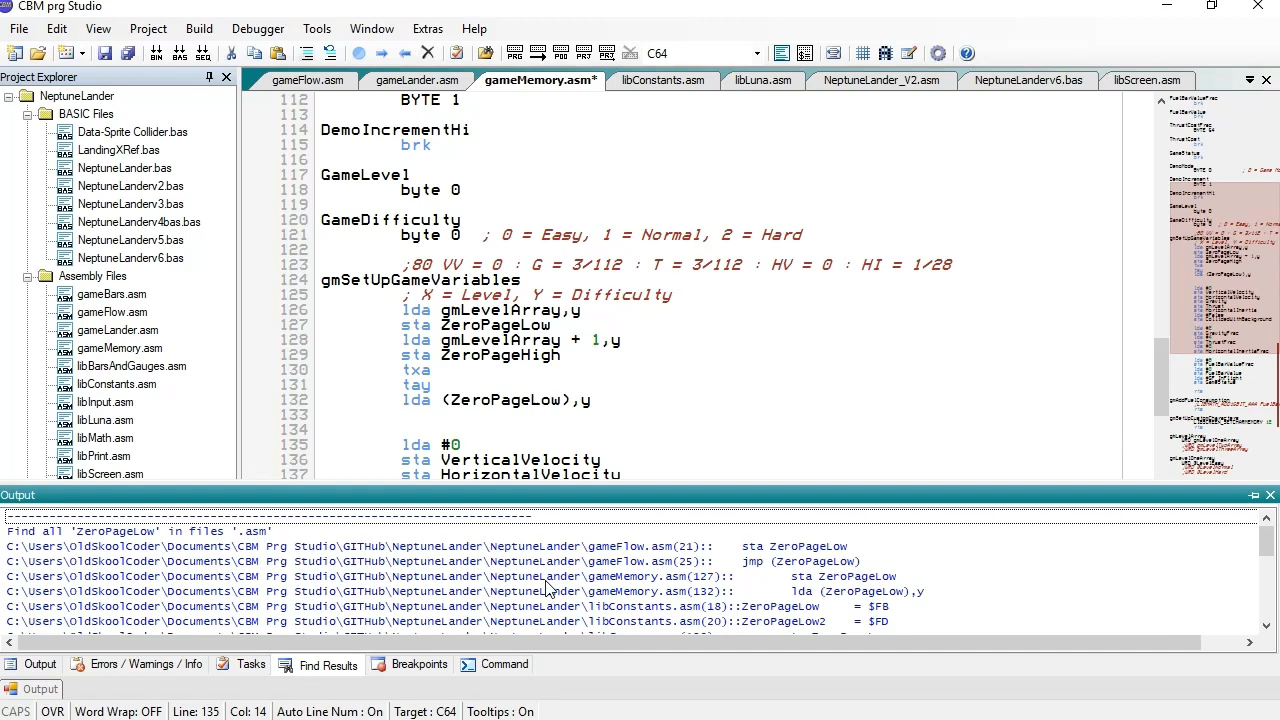 CBM prg Studio
File Edit View Project Build Debugger Tools Window Extras Help
C64
Project Explorer
gameFlow.asm gameLander.asm gameMemory.asm* libConstants.asm libLuna.asm NeptuneLander_V2.asm NeptuneLanderv6.bas libScreen.asm
NeptuneLander
BASIC Files
Data-Sprite Collider.bas
LandingXRef.bas
NeptuneLander.bas
NeptuneLanderv2.bas
NeptuneLanderv3.bas
NeptuneLanderv4bas.bas
NeptuneLanderv5.bas
NeptuneLanderv6.bas
Assembly Files
gameBars.asm
gameFlow.asm
gameLander.asm
gameMemory.asm
libBarsAndGauges.asm
libConstants.asm
libInput.asm
libLuna.asm
libMath.asm
libPrint.asm
libScreen.asm
112 BYTE 1
113
114 DemoIncrementHi
115 brk
116
117 GameLevel
118 byte 0
119
120 GameDifficulty
121 byte 0 ; 0 = Easy, 1 = Normal, 2 = Hard
122
123 ;80 VV = 0 : G = 3/112 : T = 3/112 : HV = 0 : HI = 1/28
124 gmSetUpGameVariables
125 ; X = Level, Y = Difficulty
126 lda gmLevelArray,y
127 sta ZeroPageLow
128 lda gmLevelArray + 1,y
129 sta ZeroPageHigh
130 txa
131 tay
132 lda (ZeroPageLow),y
133
134
135 lda #0
136 sta VerticalVelocity
137 sta HorizontalVelocity
Output
Find all 'ZeroPageLow' in files '.asm'
C:\Users\OldSkoolCoder\Documents\CBM Prg Studio\GITHub\NeptuneLander\NeptuneLander\gameFlow.asm(21):: sta ZeroPageLow
C:\Users\OldSkoolCoder\Documents\CBM Prg Studio\GITHub\NeptuneLander\NeptuneLander\gameFlow.asm(25):: jmp (ZeroPageLow)
C:\Users\OldSkoolCoder\Documents\CBM Prg Studio\GITHub\NeptuneLander\NeptuneLander\gameMemory.asm(127):: sta ZeroPageLow
C:\Users\OldSkoolCoder\Documents\CBM Prg Studio\GITHub\NeptuneLander\NeptuneLander\gameMemory.asm(132):: lda (ZeroPageLow),y
C:\Users\OldSkoolCoder\Documents\CBM Prg Studio\GITHub\NeptuneLander\NeptuneLander\libConstants.asm(18)::ZeroPageLow = $FB
C:\Users\OldSkoolCoder\Documents\CBM Prg Studio\GITHub\NeptuneLander\NeptuneLander\libConstants.asm(20)::ZeroPageLow2 = $FD
Output Errors / Warnings / Info Tasks Find Results Breakpoints Command
Output
CAPS OVR Word Wrap: OFF Line: 135 Col: 14 Auto Line Num : On Target : C64 Tooltips : On